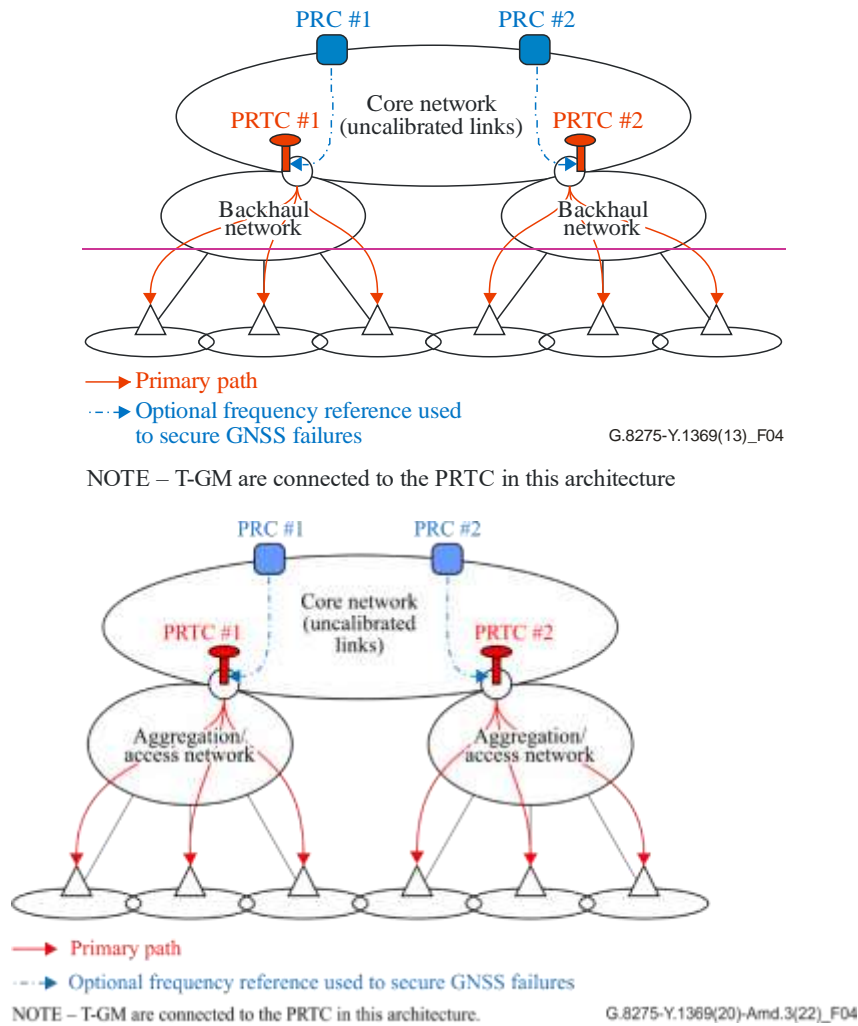 PRC #1
PRC #2
Core network
(uncalibrated links)
PRTC #1
PRTC #2
Backhaul
network
Backhaul
network
Primary path
Optional frequency reference used
to secure GNSS failures
G.8275-Y.1369(13)_F04
NOTE – T-GM are connected to the PRTC in this architecture
PRC #1
PRC #2
Core network
(uncalibrated
links)
PRTC #1
PRTC #2
Aggregation/
access network
Aggregation/
access network
Primary path
Optional frequency reference used to secure GNSS failures
NOTE – T-GM are connected to the PRTC in this architecture.
G.8275-Y.1369(20)-Amd.3(22)_F04